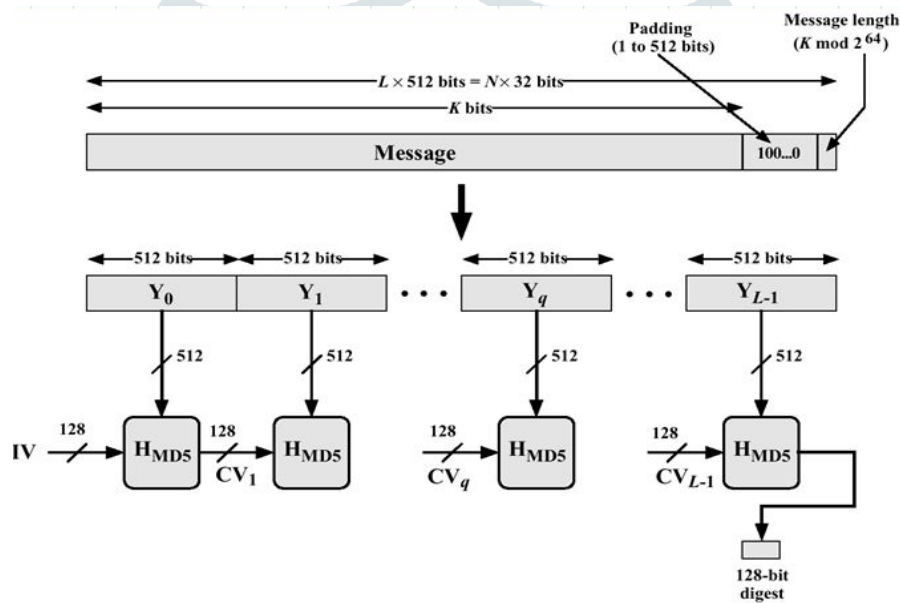 Padding
(1 to 512 bits)
Message length
(K mod 2^64)
L × 512 bits = N × 32 bits
K bits
Message
100...0
512 bits
512 bits
512 bits
512 bits
Y0
Y1
• • •
Yq
• • •
YL-1
512
512
512
512
IV
128
HMD5
128
CV1
HMD5
128
CVq
HMD5
128
CVL-1
HMD5
128-bit
digest